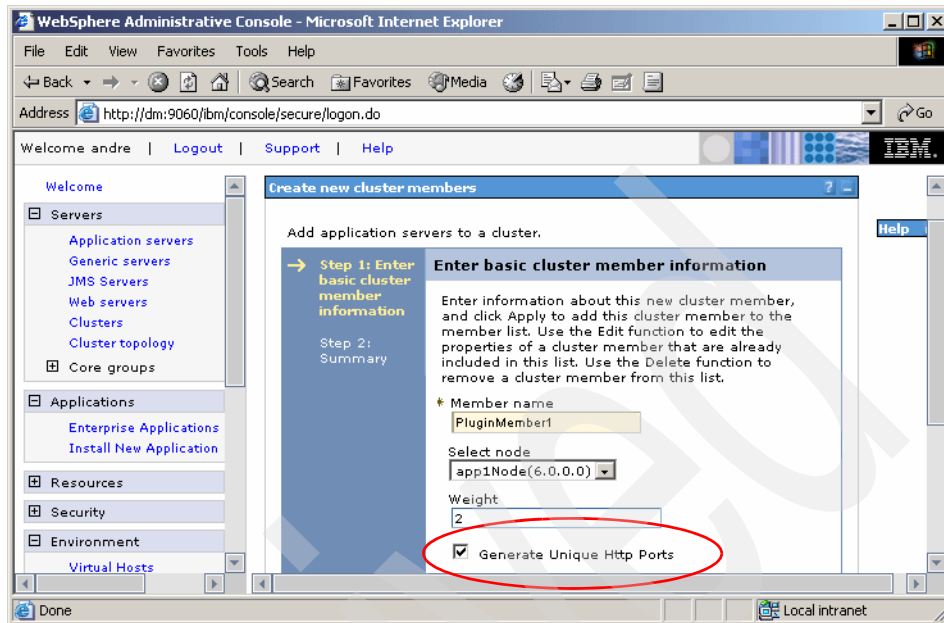 WebSphere Administrative Console - Microsoft Internet Explorer
File Edit View Favorites Tools Help
Back Search Favorites Media
Address http://dm:9060/ibm/console/secure/logon.do Go
Welcome andre | Logout | Support | Help IBM.
Welcome
Servers
Application servers
Generic servers
JMS Servers
Web servers
Clusters
Cluster topology
Core groups
Applications
Enterprise Applications
Install New Application
Resources
Security
Environment
Virtual Hosts
Create new cluster members ? -
Add application servers to a cluster.
Step 1: Enter
basic cluster
member
information
Step 2:
Summary
Enter basic cluster member information
Enter information about this new cluster member,
and click Apply to add this cluster member to the
member list. Use the Edit function to edit the
properties of a cluster member that are already
included in this list. Use the Delete function to
remove a cluster member from this list.
* Member name
PluginMember1
Select node
app1Node(6.0.0.0)
Weight
2
Generate Unique Http Ports
Help
Done Local intranet